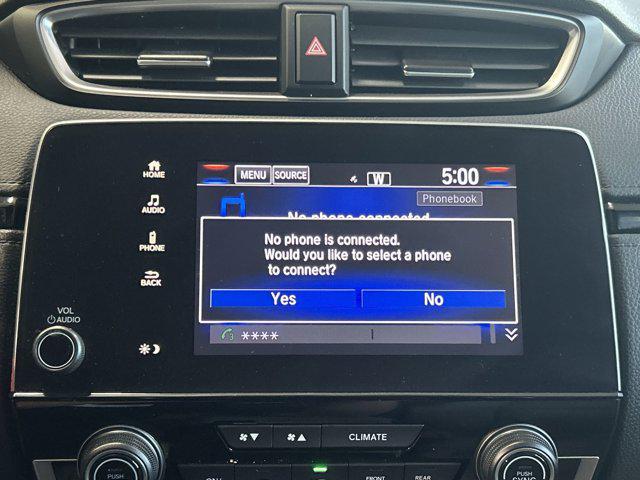 MENU SOURCE W 5:00
HOME
Phonebook
AUDIO
No phone connected
No phone is connected.
Would you like to select a phone
to connect?
PHONE
BACK
Yes No
VOL
AUDIO
****
CLIMATE
PUSH
ON
FRONT
REAR
PUSH
SYNC